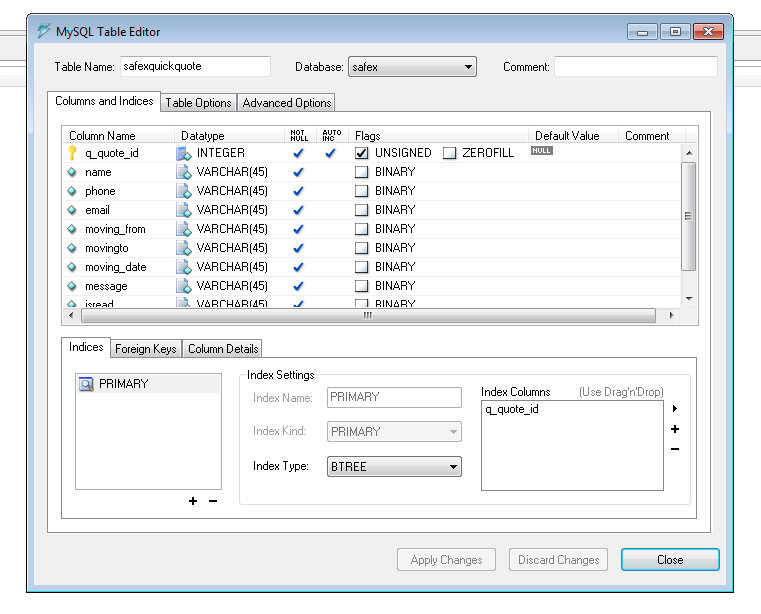 MySQL Table Editor
Table Name: safexquickquote Database: safex Comment:
Columns and Indices Table Options Advanced Options
Column Name Datatype NOT NULL AUTO INC Flags Default Value Comment
q_quote_id INTEGER UNSIGNED ZEROFILL NULL
name VARCHAR(45) BINARY
phone VARCHAR(45) BINARY
email VARCHAR(45) BINARY
moving_from VARCHAR(45) BINARY
movingto VARCHAR(45) BINARY
moving_date VARCHAR(45) BINARY
message VARCHAR(45) BINARY
isread VARCHAR(45) BINARY
Indices Foreign Keys Column Details
PRIMARY
Index Settings
Index Name: PRIMARY
Index Kind: PRIMARY
Index Type: BTREE
Index Columns (Use Drag'n'Drop)
q_quote_id
Apply Changes Discard Changes Close